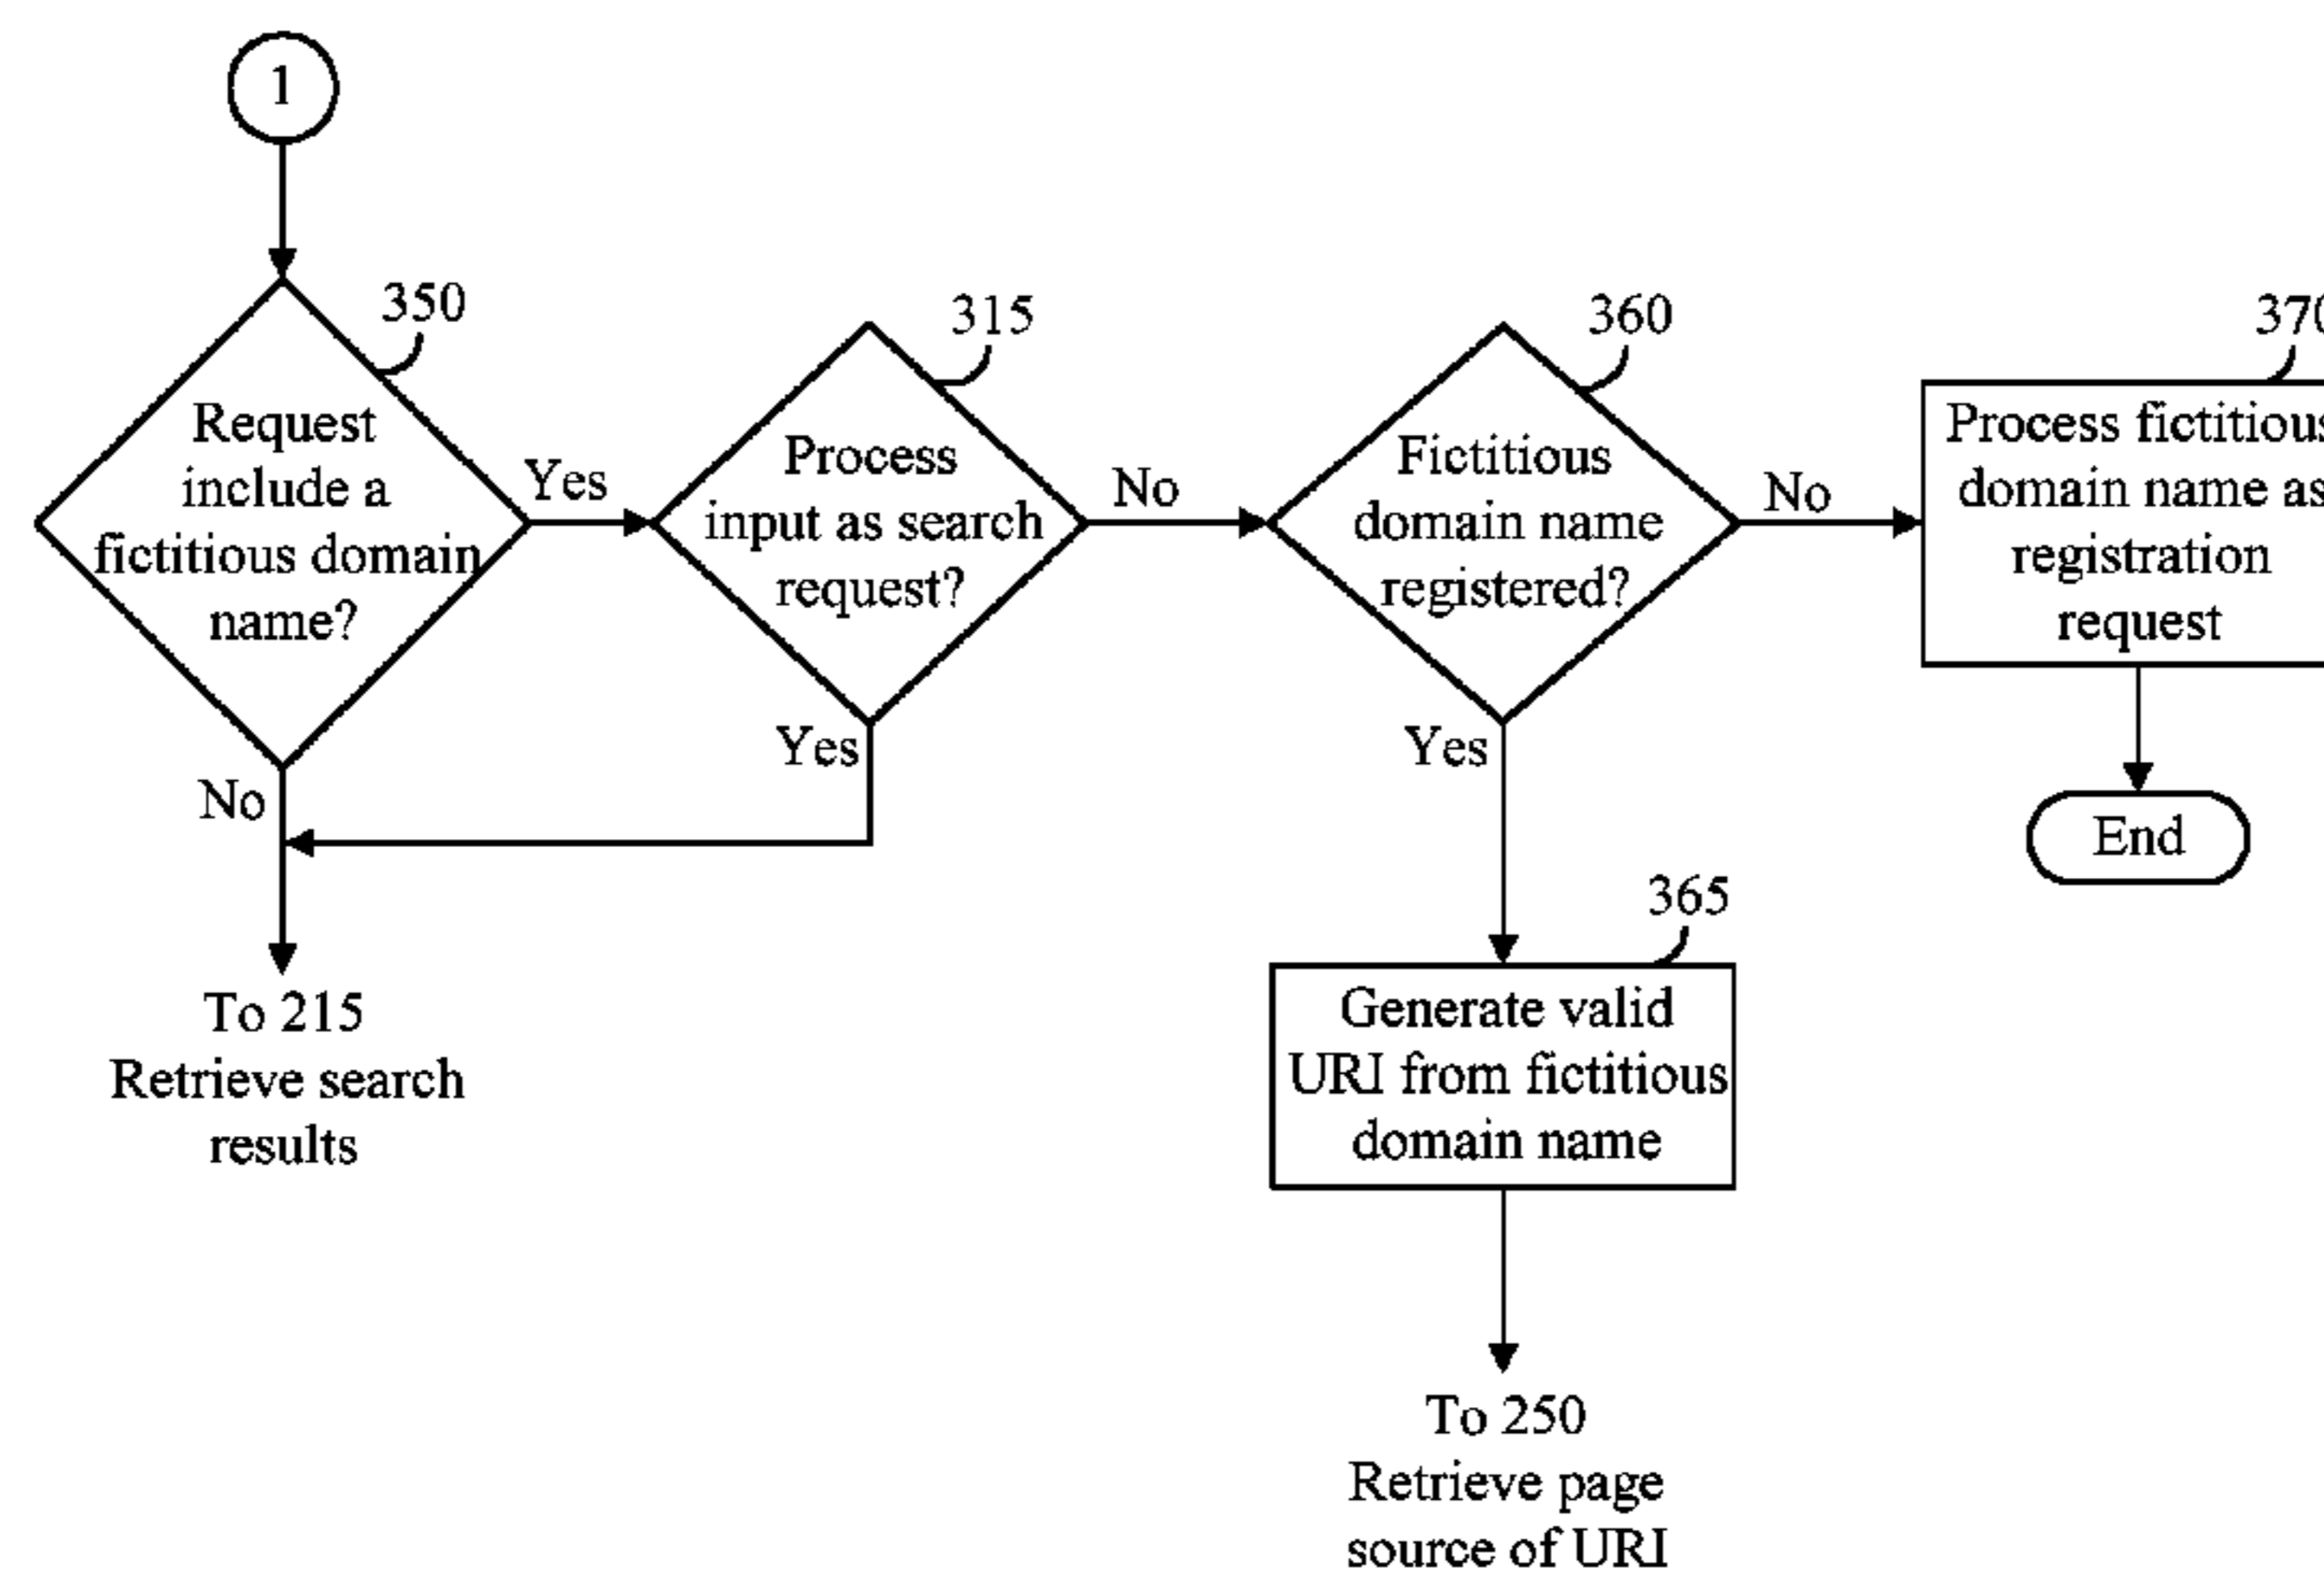 1
350
Request
include a
fictitious domain
name?
Yes
No
315
Process
input as search
request?
No
Yes
360
Fictitious
domain name
registered?
No
Yes
370
Process fictitious
domain name as
registration
request
End
365
Generate valid
URI from fictitious
domain name
To 215
Retrieve search
results
To 250
Retrieve page
source of URI